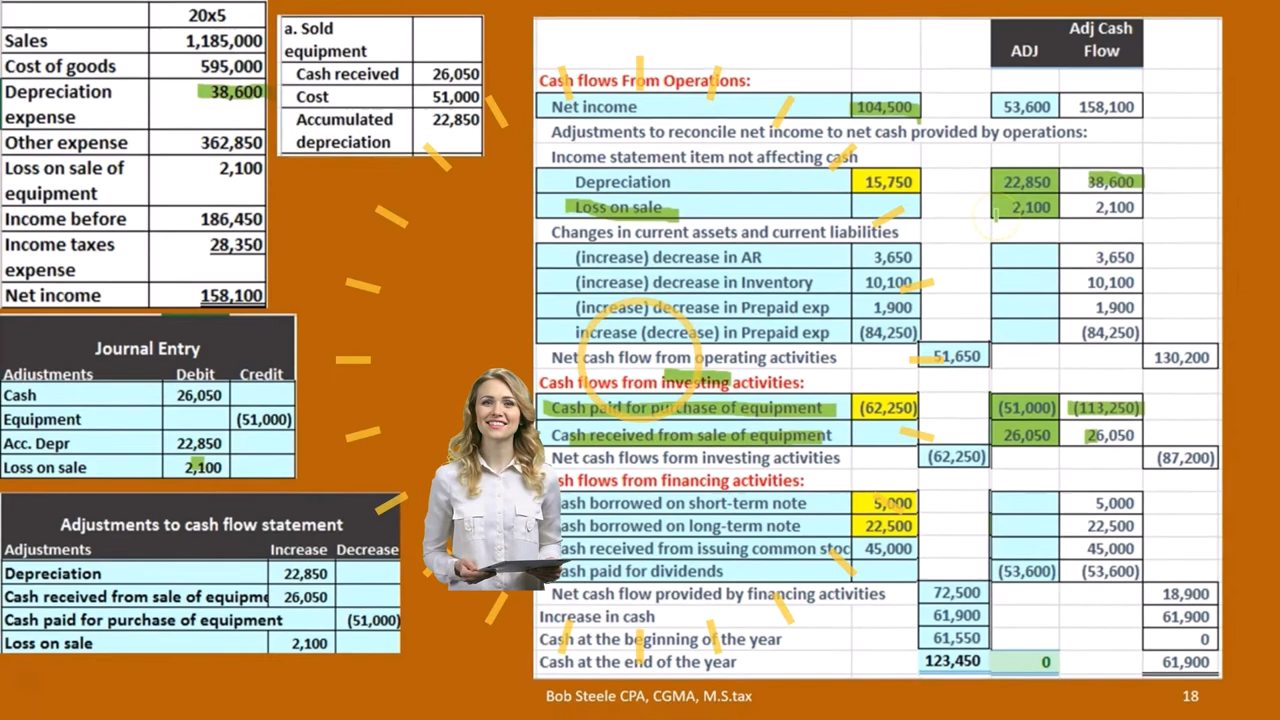 20x5
Sales 1,185,000
Cost of goods 595,000
Depreciation 38,600
expense
Other expense 362,850
Loss on sale of 2,100
equipment
Income before 186,450
Income taxes 28,350
expense
Net income 158,100
a. Sold
equipment
Cash received 26,050
Cost 51,000
Accumulated 22,850
depreciation
Journal Entry
Adjustments Debit Credit
Cash 26,050
Equipment (51,000)
Acc. Depr 22,850
Loss on sale 2,100
Adjustments to cash flow statement
Adjustments Increase Decrease
Depreciation 22,850
Cash received from sale of equipme 26,050
Cash paid for purchase of equipment (51,000)
Loss on sale 2,100
Adj Cash
ADJ Flow
Cash flows From Operations:
Net income 104,500 53,600 158,100
Adjustments to reconcile net income to net cash provided by operations:
Income statement item not affecting cash
Depreciation 15,750 22,850 38,600
Loss on sale 2,100 2,100
Changes in current assets and current liabilities
(increase) decrease in AR 3,650 3,650
(increase) decrease in Inventory 10,100 10,100
(increase) decrease in Prepaid exp 1,900 1,900
increase (decrease) in Prepaid exp (84,250) (84,250)
Net cash flow from operating activities 51,650 130,200
Cash flows from investing activities:
Cash paid for purchase of equipment (62,250) (51,000) (113,250)
Cash received from sale of equipment 26,050 26,050
Net cash flows form investing activities (62,250) (87,200)
ash flows from financing activities:
ash borrowed on short-term note 5,000 5,000
ash borrowed on long-term note 22,500 22,500
ash received from issuing common stoc 45,000 45,000
ash paid for dividends (53,600) (53,600)
Net cash flow provided by financing activities 72,500 18,900
Increase in cash 61,900 61,900
Cash at the beginning of the year 61,550 0
Cash at the end of the year 123,450 0 61,900
Bob Steele CPA, CGMA, M.S.tax 18